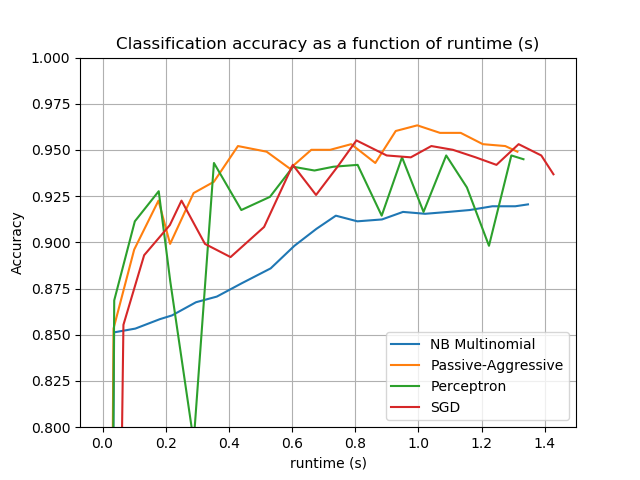 Classification accuracy as a function of runtime (s)
1.000
0.975
0.950
0.925
0.900
0.875
0.850
0.825
0.800
Accuracy
NB Multinomial
Passive-Aggressive
Perceptron
SGD
0.0 0.2 0.4 0.6 0.8 1.0 1.2 1.4
runtime (s)